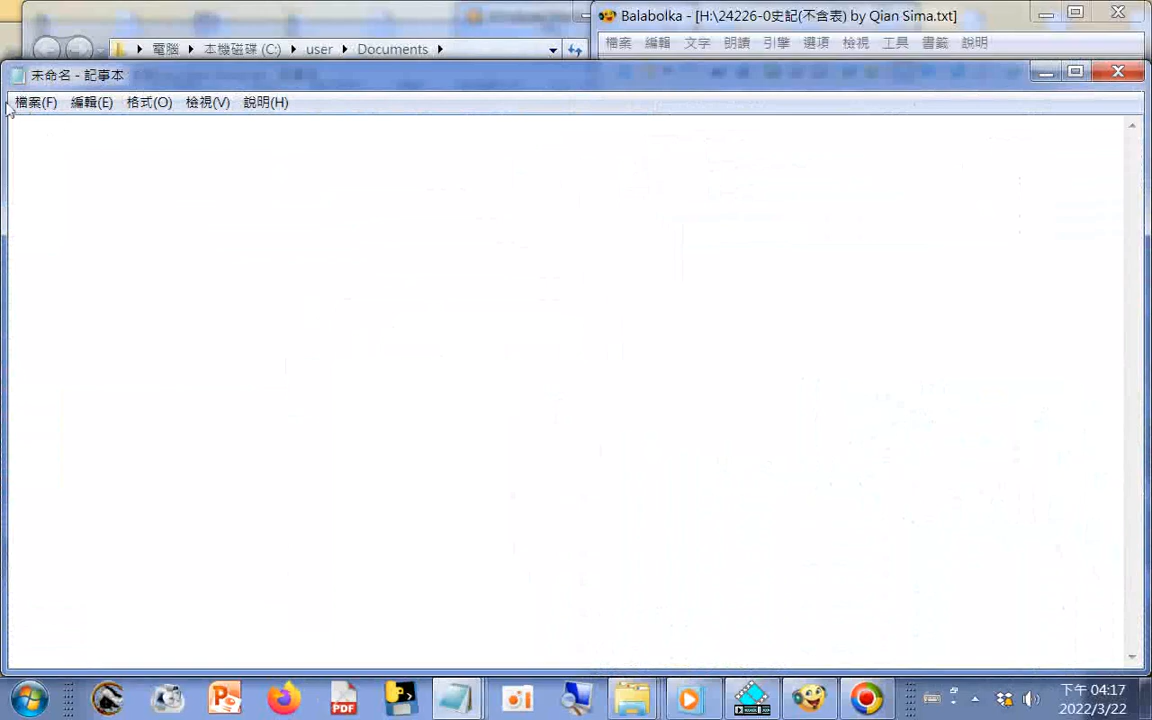 Balabolka - [H:\24226-0史記(不含表) by Qian Sima.txt]
電腦 本機磁碟 (C:) user Documents
檔案 編輯 文字 朗讀 引擎 選項 檢視 工具 書籤 說明
未命名 - 記事本
檔案(F) 編輯(E) 格式(O) 檢視(V) 說明(H)
PDF
下午 04:17
2022/3/22